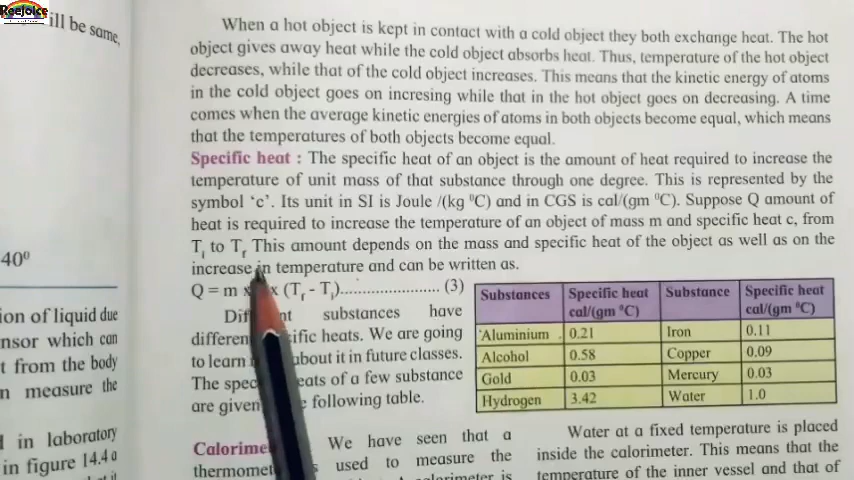 Reejoice
ill be same,
40⁰
ion of liquid due
nsor which can
t from the body
n measure the
d in laboratory
in figure 14.4 a
When a hot object is kept in contact with a cold object they both exchange heat. The hot
object gives away heat while the cold object absorbs heat. Thus, temperature of the hot object
decreases, while that of the cold object increases. This means that the kinetic energy of atoms
in the cold object goes on incresing while that in the hot object goes on decreasing. A time
comes when the average kinetic energies of atoms in both objects become equal, which means
that the temperatures of both objects become equal.
Specific heat : The specific heat of an object is the amount of heat required to increase the
temperature of unit mass of that substance through one degree. This is represented by the
symbol ‘c’. Its unit in SI is Joule /(kg ⁰C) and in CGS is cal/(gm ⁰C). Suppose Q amount of
heat is required to increase the temperature of an object of mass m and specific heat c, from
Tᵢ to T_f This amount depends on the mass and specific heat of the object as well as on the
increase in temperature and can be written as.
Q = m x x (T_f - Tᵢ)........................ (3)
substances have
heats. We are going
to learn about it in future classes.
The of a few substance
are given following table.
Substances Specific heat cal/(gm ⁰C) Substance Specific heat cal/(gm ⁰C)
Aluminium 0.21 Iron 0.11
Alcohol 0.58 Copper 0.09
Gold 0.03 Mercury 0.03
Hydrogen 3.42 Water 1.0
We have seen that a
used to measure the
calorimeter is
Water at a fixed temperature is placed
inside the calorimeter. This means that the
temperature of the inner vessel and that of